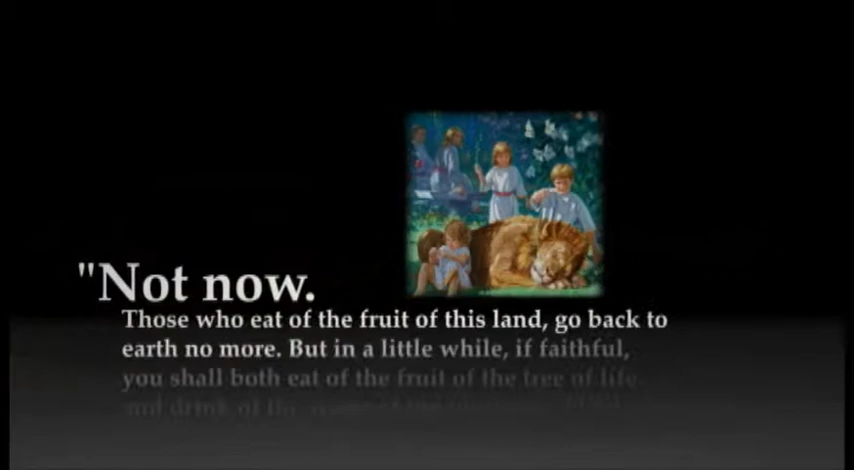 "Not now.
Those who eat of the fruit of this land, go back to
earth no more. But in a little while, if faithful,
you shall both eat of the fruit of the tree of life
and drink of the